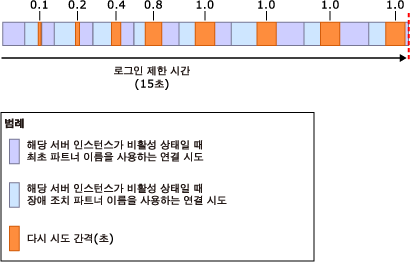 0.1 0.2 0.4 0.8 1.0 1.0 1.0 1.0
로그인 제한 시간
(15초)
범례
해당 서버 인스턴스가 비활성 상태일 때
최초 파트너 이름을 사용하는 연결 시도
해당 서버 인스턴스가 비활성 상태일 때
장애 조치 파트너 이름을 사용하는 연결 시도
다시 시도 간격(초)